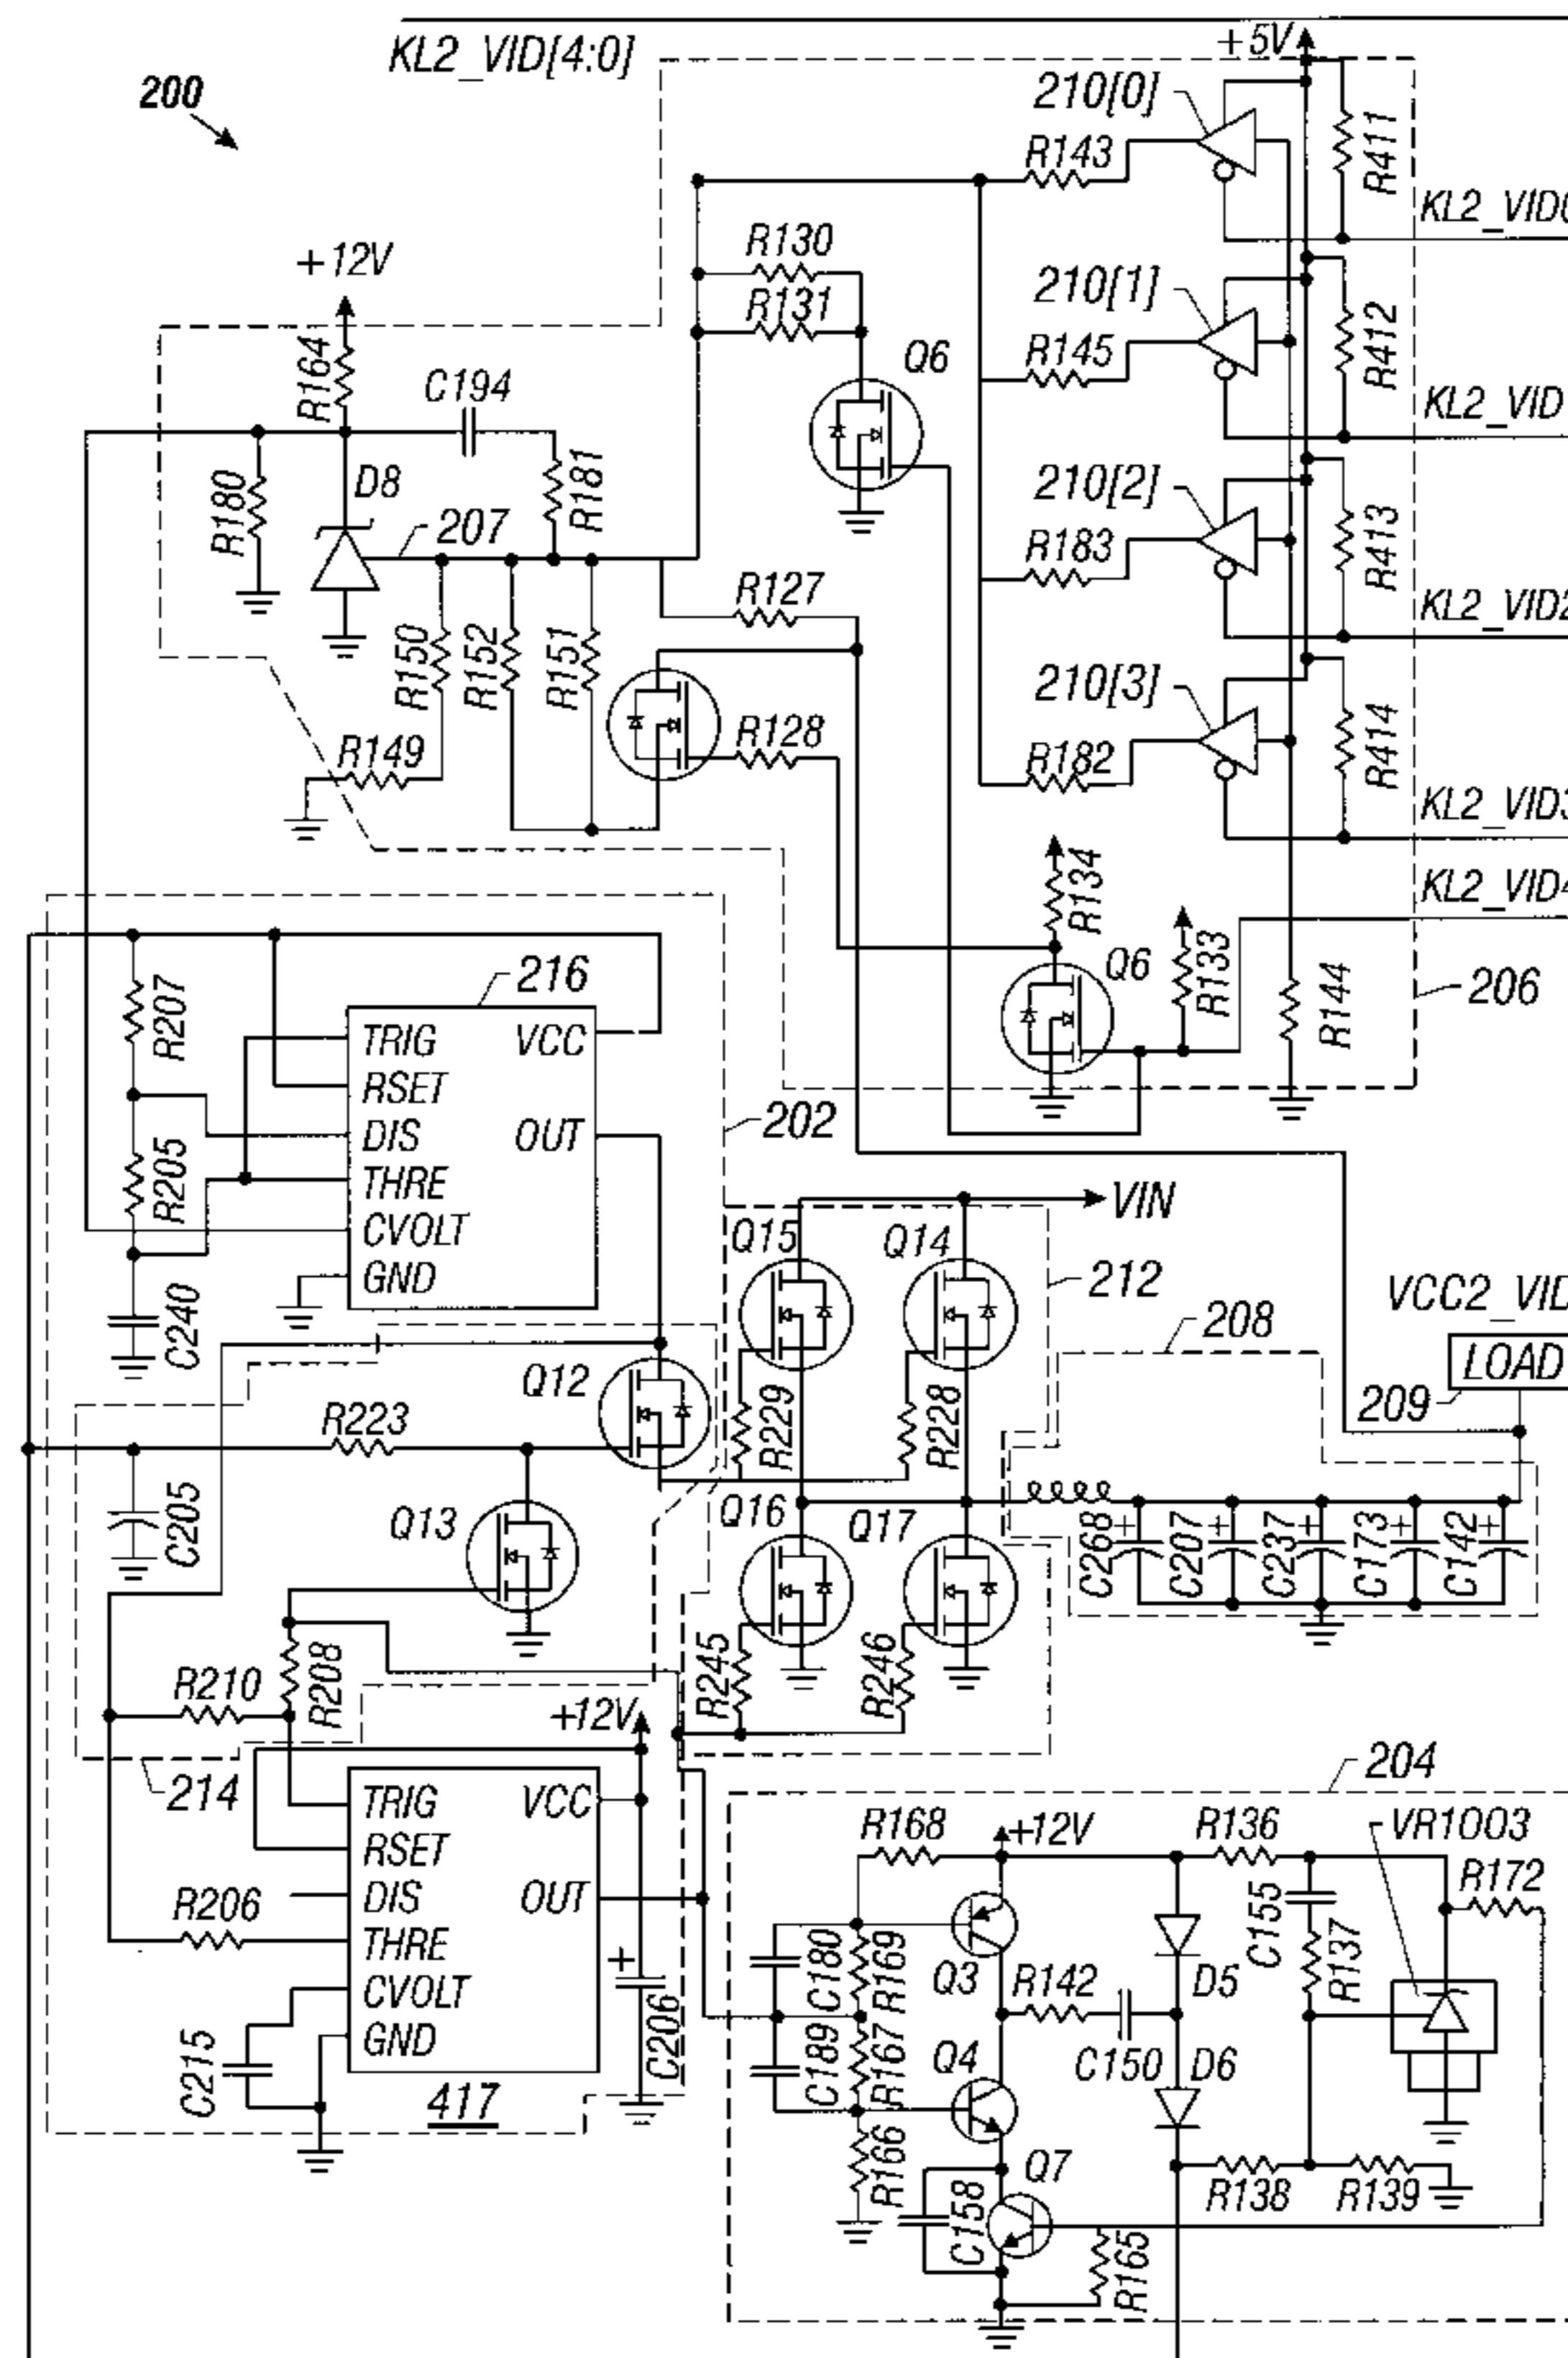 KL2_VID[4:0]
+5V
200
210[0]
R143
R411
KL2_VID0
+12V
R130
R131
210[1]
R145
R412
KL2_VID
R164
C194
Q6
R180
D8
R181
207
210[2]
R183
R413
KL2_VID2
R127
R150
R152
R151
R149
R128
210[3]
R182
R414
KL2_VID3
KL2_VID4
R134
Q6
R133
R144
206
R207
216
TRIG
VCC
RSET
DIS
OUT
THRE
CVOLT
GND
R205
C240
202
VIN
Q15
Q14
212
208
VCC2_VID
LOAD
209
Q12
R223
R229
R228
C205
Q13
Q16
Q17
C268
+
C207
+
C237
+
C173
+
C142
+
R245
R246
R210
R208
+12V
214
TRIG
VCC
RSET
DIS
OUT
THRE
CVOLT
GND
R206
C215
417
+
C206
204
R168
+12V
R136
VR1003
R172
C180
R169
Q3
R142
D5
C155
R137
C189
R167
Q4
C150
D6
R166
C158
Q7
R138
R139
R165